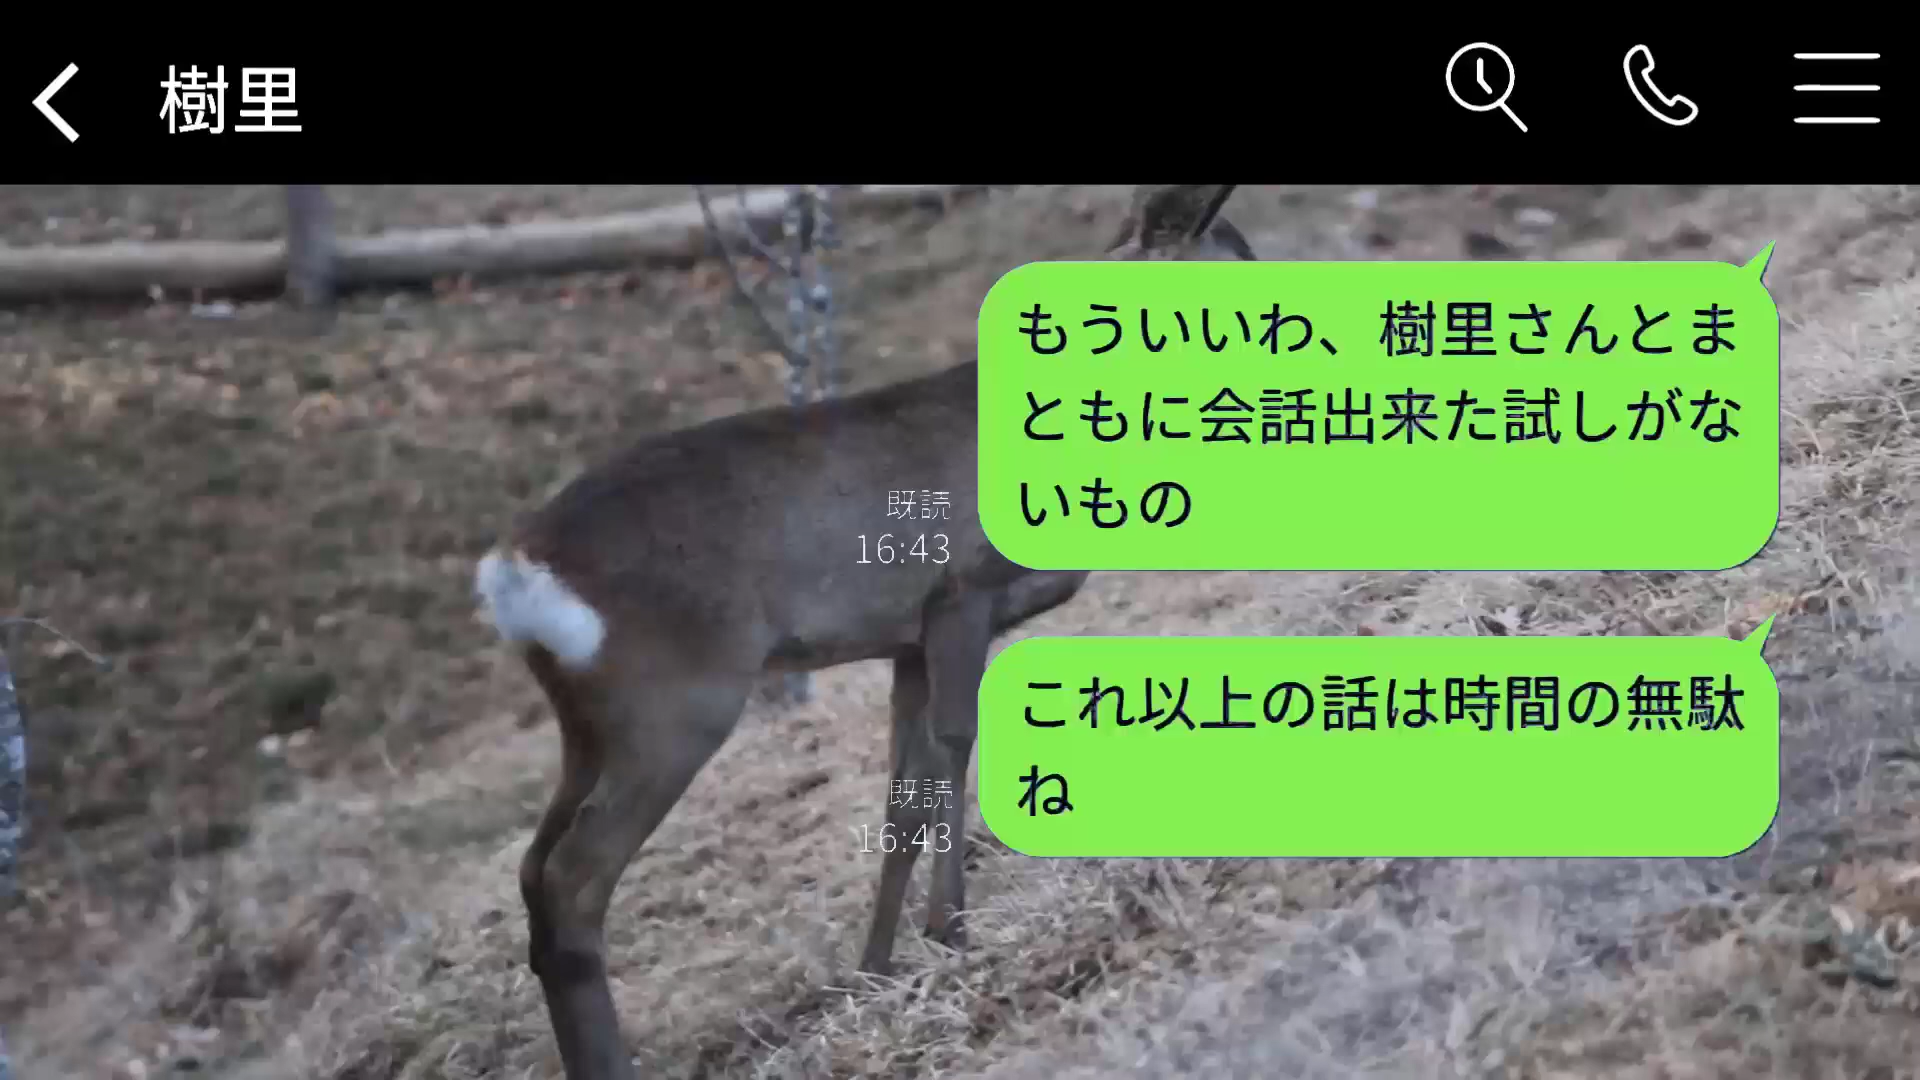 樹里
もういいわ、樹里さんとま
ともに会話出来た試しがな
いもの
既読
16:43
これ以上の話は時間の無駄
ね
既読
16:43